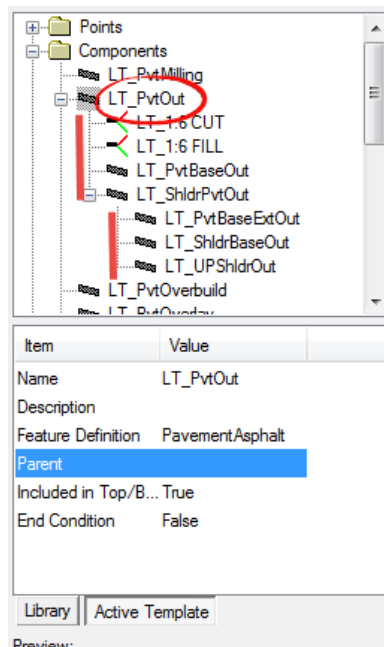 Points
Components
LT_PvtMilling
LT_PvtOut
LT_1:6 CUT
LT_1:6 FILL
LT_PvtBaseOut
LT_ShldrPvtOut
LT_PvtBaseExtOut
LT_ShldrBaseOut
LT_UPShldrOut
LT_PvtOverbuild
LT_PvtOverlay
Item Value
Name LT_PvtOut
Description
Feature Definition PavementAsphalt
Parent
Included in Top/B... True
End Condition False
Library Active Template
Preview: